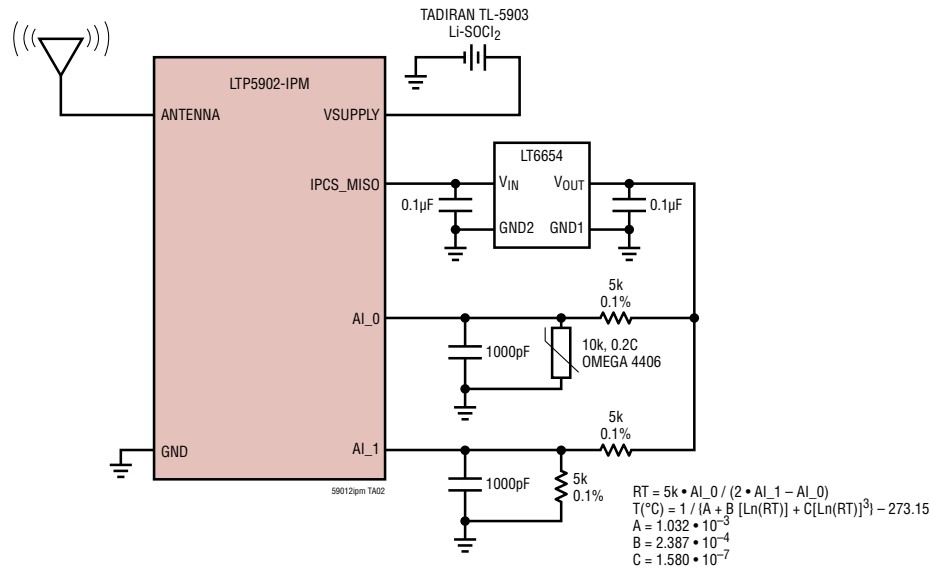 TADIRAN TL-5903
Li-SOCl2
LTP5902-IPM
ANTENNA
VSUPPLY
LT6654
IPCS_MISO
VIN
VOUT
0.1µF
0.1µF
GND2
GND1
5k
0.1%
AI_0
1000pF
10k, 0.2C
OMEGA 4406
5k
0.1%
GND
AI_1
1000pF
5k
0.1%
59012ipm TA02
RT = 5k • AI_0 / (2 • AI_1 – AI_0)
T(°C) = 1 / {A + B [Ln(RT)] + C[Ln(RT)]³} – 273.15
A = 1.032 • 10⁻³
B = 2.387 • 10⁻⁴
C = 1.580 • 10⁻⁷